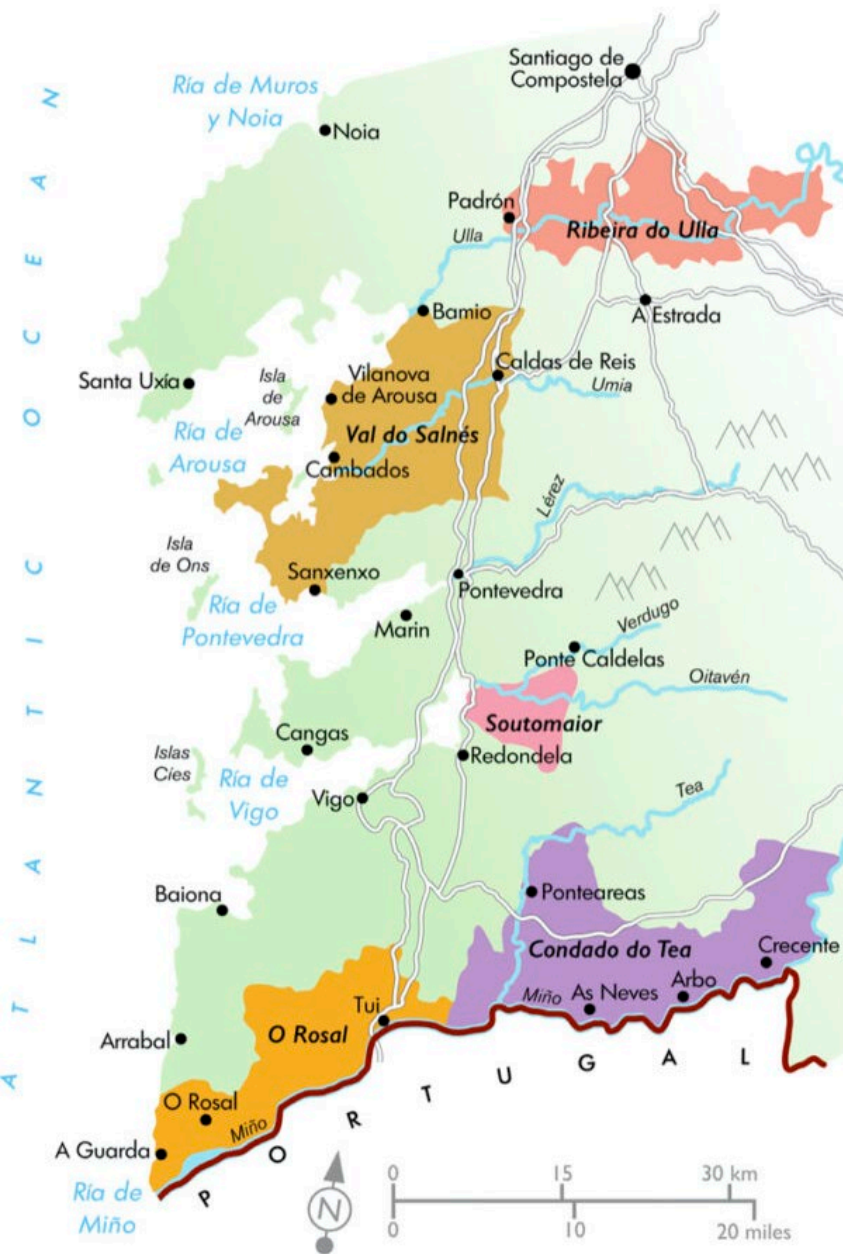 Santiago de
Compostela
Ría de Muros
y Noia
Noia
Padrón
Ribeira do Ulla
Ulla
Bamio
A Estrada
Santa Uxía
Isla
de
Arousa
Vilanova
de Arousa
Caldas de Reis
Umia
Ría de
Arousa
Val do Salnés
Cambados
Lérez
Isla
de Ons
Sanxenxo
Pontevedra
Ría de
Pontevedra
Marin
Verdugo
Ponte Caldelas
Oitavén
Soutomaior
Cangas
Redondela
Islas
Cies
Ría de
Vigo
Vigo
Tea
Baiona
Ponteareas
Condado do Tea
Crecente
Arbo
As Neves
Miño
Tui
O Rosal
Arrabal
O Rosal
Miño
A Guarda
Ría de
Miño
ATLANTIC OCEAN
PORTUGAL
N
0 15 30 km
0 10 20 miles